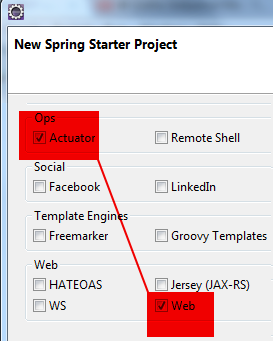 New Spring Starter Project
Ops
Actuator Remote Shell
Social
Facebook LinkedIn
Template Engines
Freemarker Groovy Templates
Web
HATEOAS Jersey (JAX-RS)
WS Web